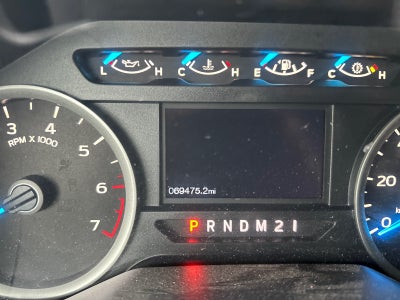 L H C H E F C H
3 4 5 6 7
RPM X 1000
069475.2mi
20
0
P R N D M 2 1